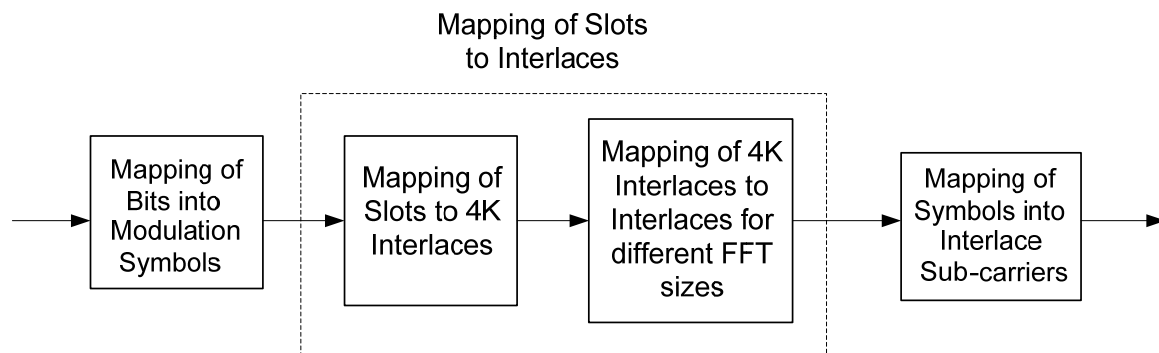 Mapping of Slots
to Interlaces
Mapping of
Bits into
Modulation
Symbols
Mapping of
Slots to 4K
Interlaces
Mapping of 4K
Interlaces to
Interlaces for
different FFT
sizes
Mapping of
Symbols into
Interlace
Sub-carriers